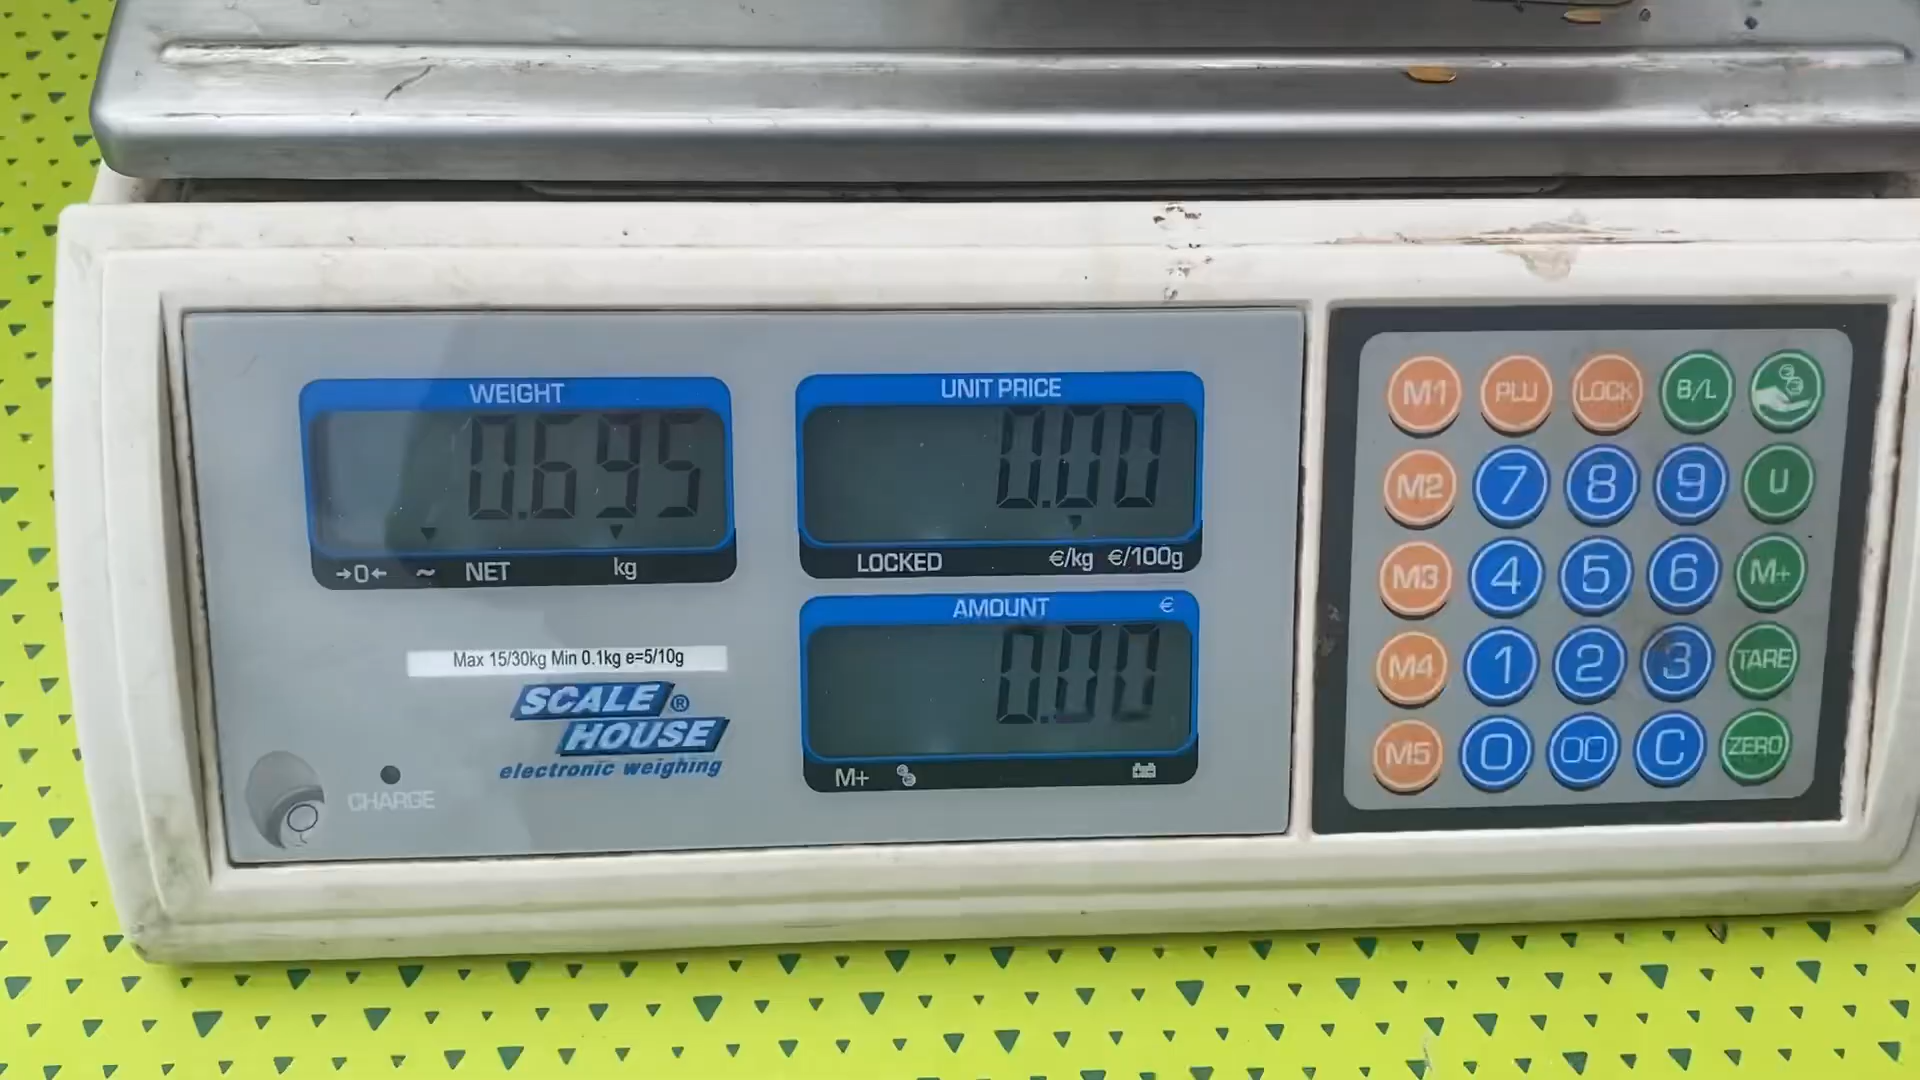 WEIGHT
0.695
→0← ~ NET kg
UNIT PRICE
0.00
LOCKED €/kg €/100g
AMOUNT €
0.00
M+
Max 15/30kg Min 0.1kg e=5/10g
SCALE ®
HOUSE
electronic weighing
CHARGE
M1 PLU LOCK B/L
M2 7 8 9 U
M3 4 5 6 M+
M4 1 2 3 TARE
M5 0 00 C ZERO